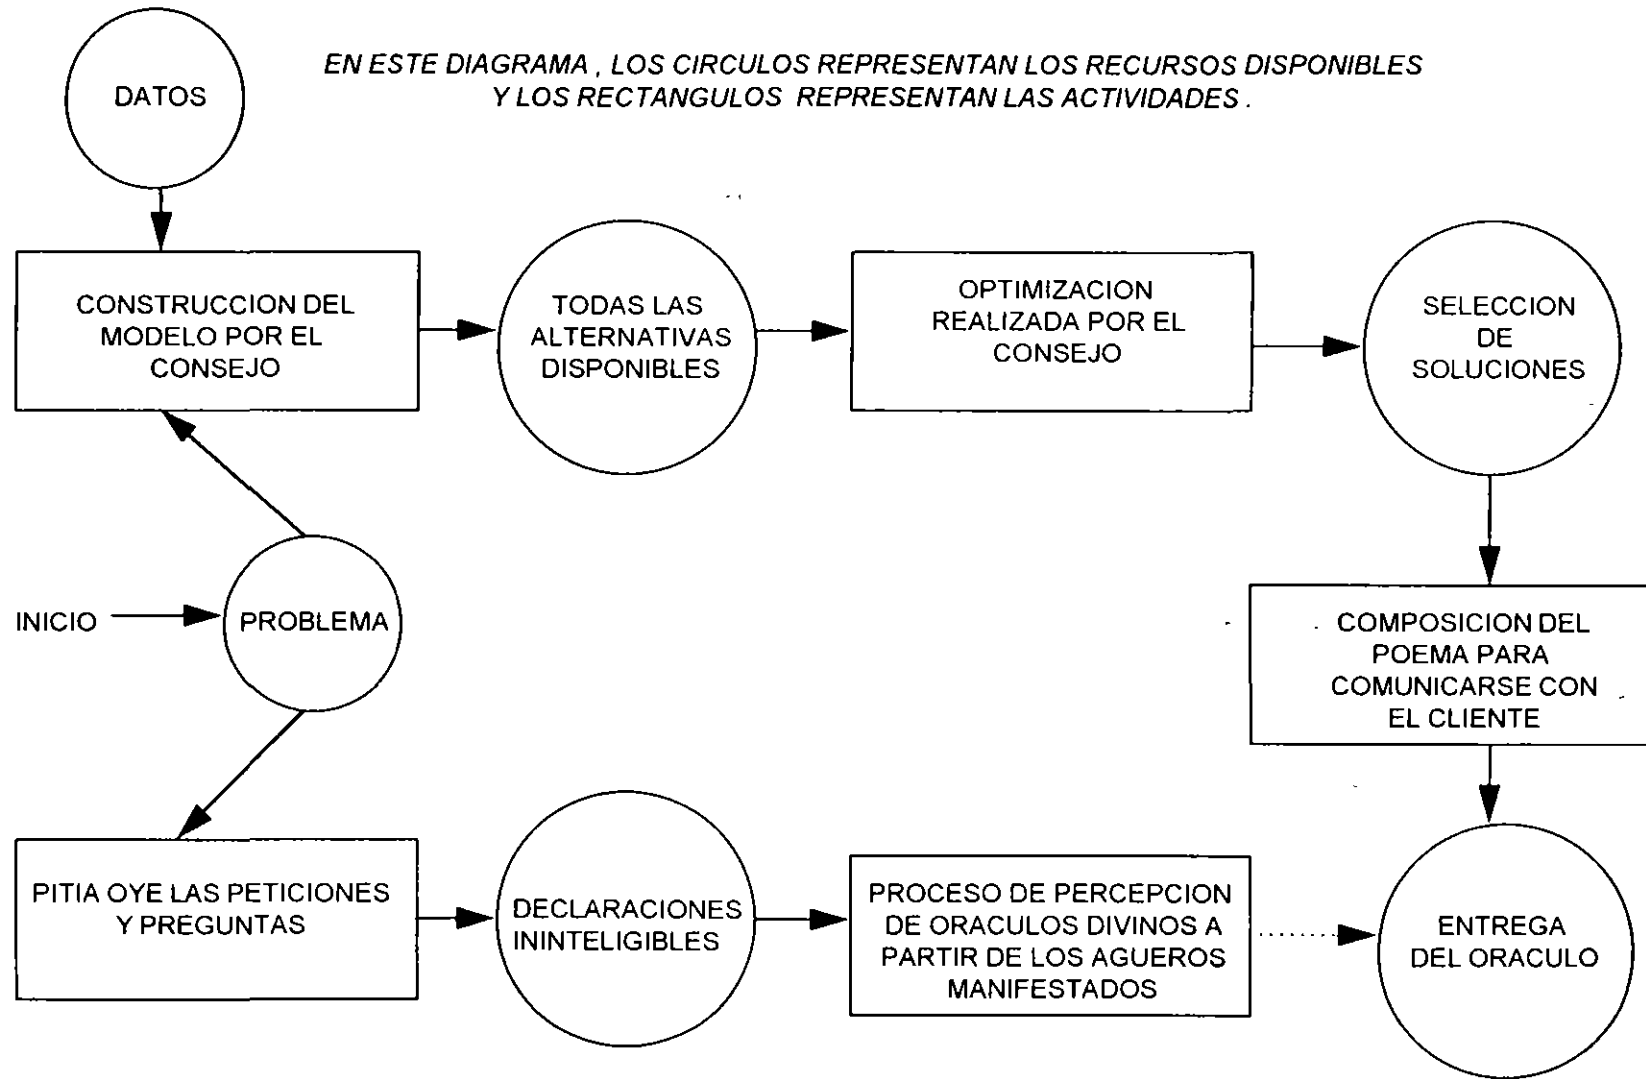 EN ESTE DIAGRAMA , LOS CIRCULOS REPRESENTAN LOS RECURSOS DISPONIBLES
Y LOS RECTANGULOS REPRESENTAN LAS ACTIVIDADES .
DATOS
CONSTRUCCION DEL
MODELO POR EL
CONSEJO
TODAS LAS
ALTERNATIVAS
DISPONIBLES
OPTIMIZACION
REALIZADA POR EL
CONSEJO
SELECCION
DE
SOLUCIONES
INICIO
PROBLEMA
COMPOSICION DEL
POEMA PARA
COMUNICARSE CON
EL CLIENTE
PITIA OYE LAS PETICIONES
Y PREGUNTAS
DECLARACIONES
ININTELIGIBLES
PROCESO DE PERCEPCION
DE ORACULOS DIVINOS A
PARTIR DE LOS AGUEROS
MANIFESTADOS
ENTREGA
DEL ORACULO